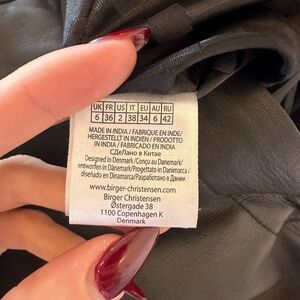 UK FR US IT EU AU RU
6 36 2 38 34 6 42
MADE IN INDIA / FABRIQUE EN INDE/
HERGESTELLT IN INDIEN / PRODOTTO
IN INDIA / FABRICADO EN INDIA
СДеЛано в Китае
Designed in Denmark/Conçu au Danemark/
entworfen in Dänemark/Progettato in Danimarca /
diseñado en Dinamarca/Разработано в Дании
www.birger-christensen.com
Birger Christensen
Østergade 38
1100 Copenhagen K
Denmark